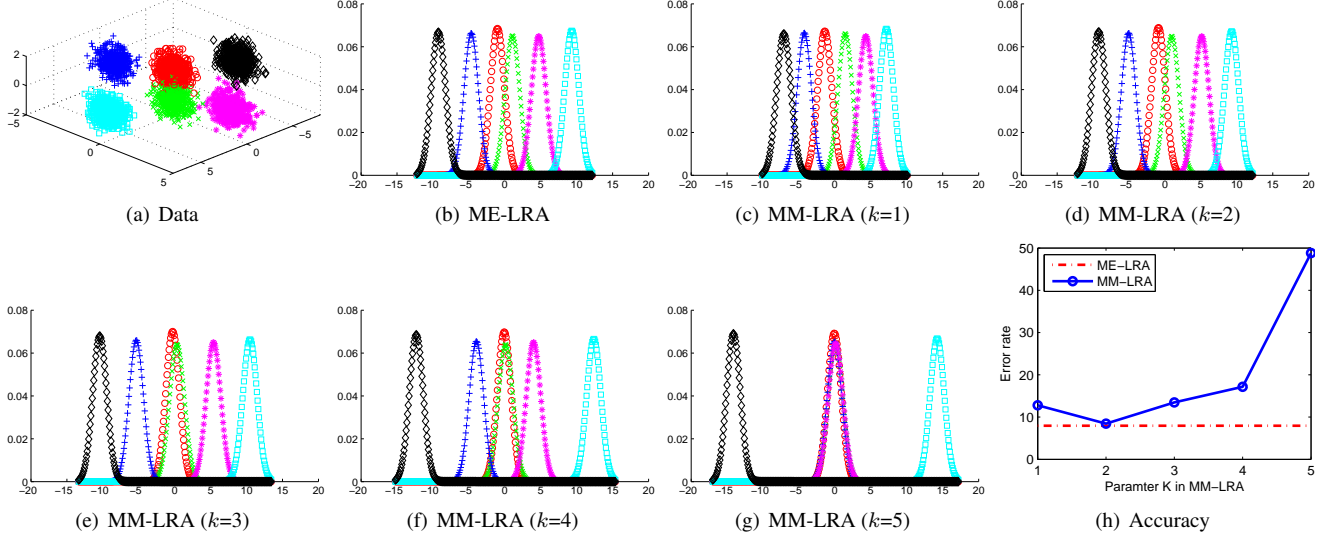 2
0
−2
−5
0
5
5
0
−5
(a) Data
0.08
0.06
0.04
0.02
0
−20 −15 −10 −5 0 5 10 15 20
(b) ME-LRA
0.08
0.06
0.04
0.02
0
−20 −15 −10 −5 0 5 10 15 20
(c) MM-LRA (k=1)
0.08
0.06
0.04
0.02
0
−20 −15 −10 −5 0 5 10 15 20
(d) MM-LRA (k=2)
0.08
0.06
0.04
0.02
0
−20 −15 −10 −5 0 5 10 15 20
(e) MM-LRA (k=3)
0.08
0.06
0.04
0.02
0
−20 −15 −10 −5 0 5 10 15 20
(f) MM-LRA (k=4)
0.08
0.06
0.04
0.02
0
−20 −15 −10 −5 0 5 10 15 20
(g) MM-LRA (k=5)
50
40
30
20
10
0
Error rate
ME−LRA
MM−LRA
1 2 3 4 5
Paramter K in MM−LRA
(h) Accuracy